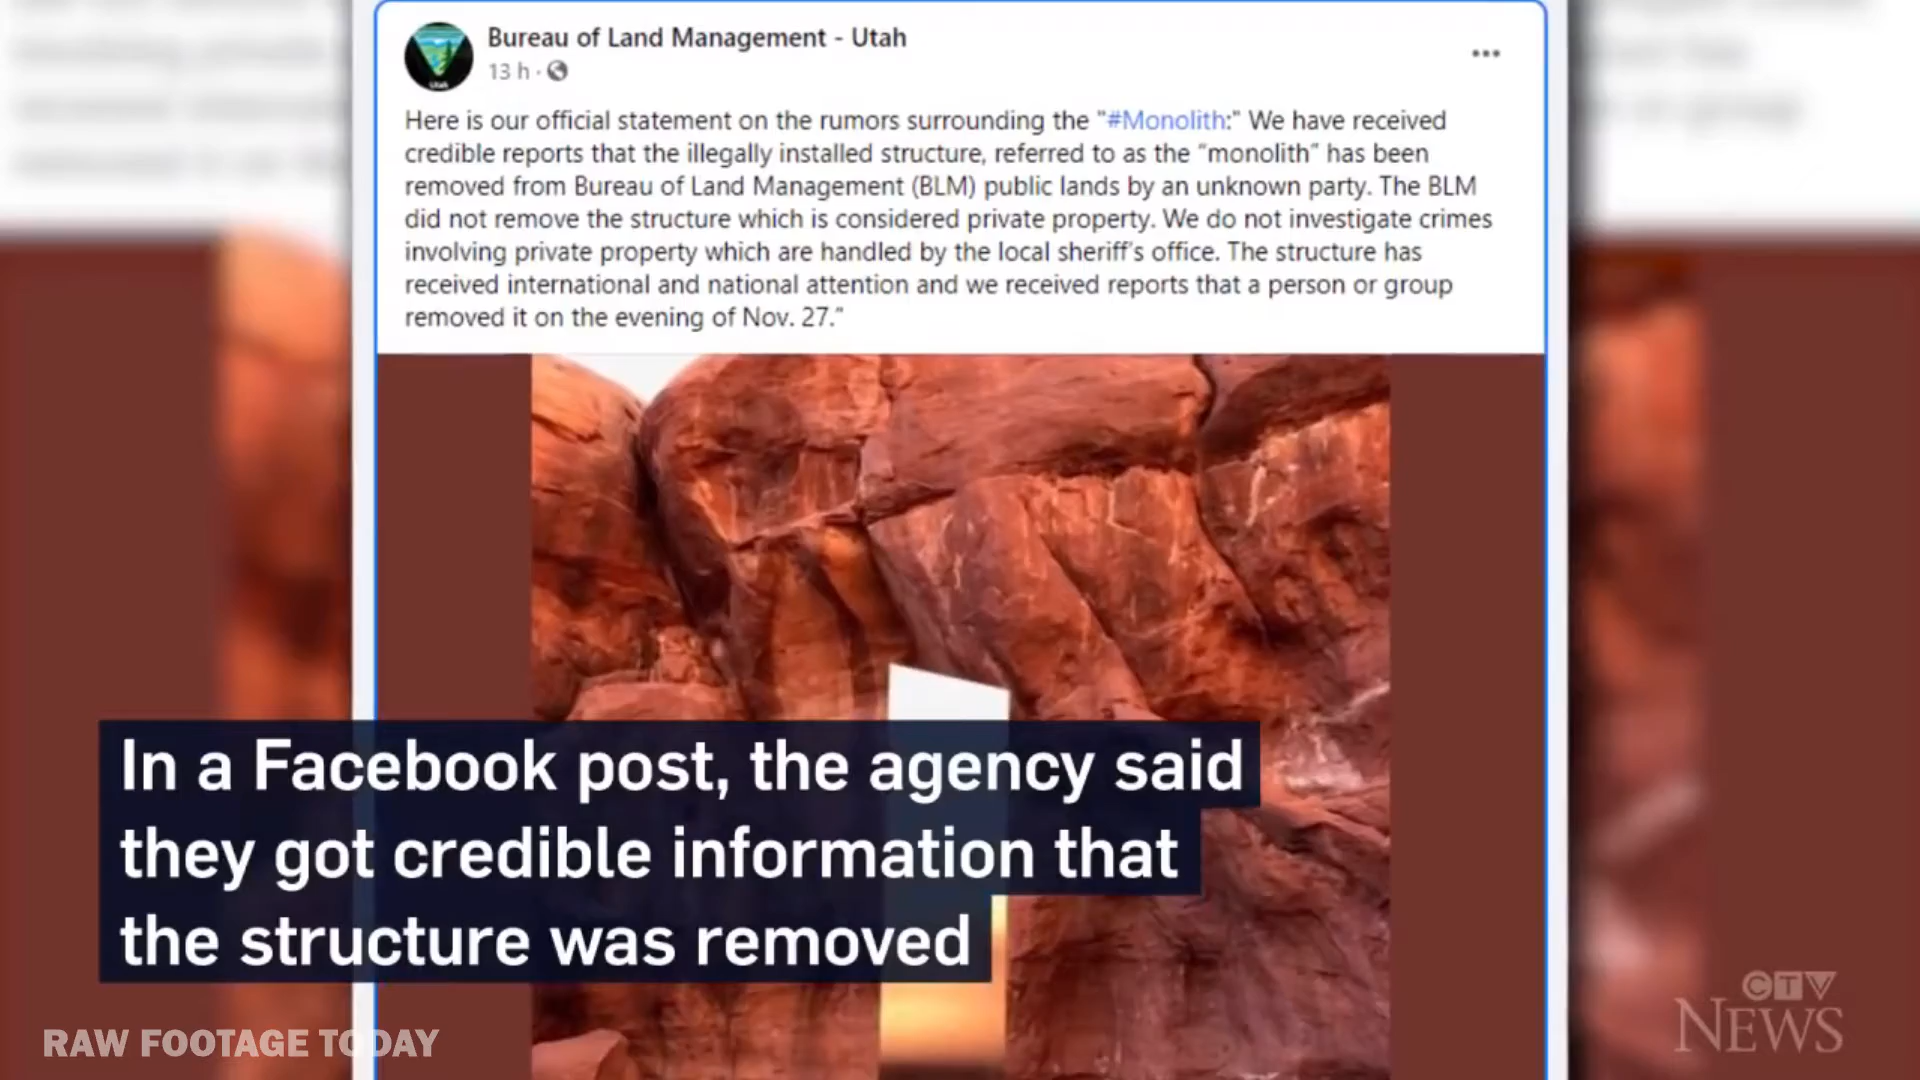 Bureau of Land Management - Utah
13 h ·
Here is our official statement on the rumors surrounding the "#Monolith:" We have received
credible reports that the illegally installed structure, referred to as the “monolith” has been
removed from Bureau of Land Management (BLM) public lands by an unknown party. The BLM
did not remove the structure which is considered private property. We do not investigate crimes
involving private property which are handled by the local sheriff's office. The structure has
received international and national attention and we received reports that a person or group
removed it on the evening of Nov. 27.”
In a Facebook post, the agency said
they got credible information that
the structure was removed
RAW FOOTAGE TODAY
CTV
NEWS